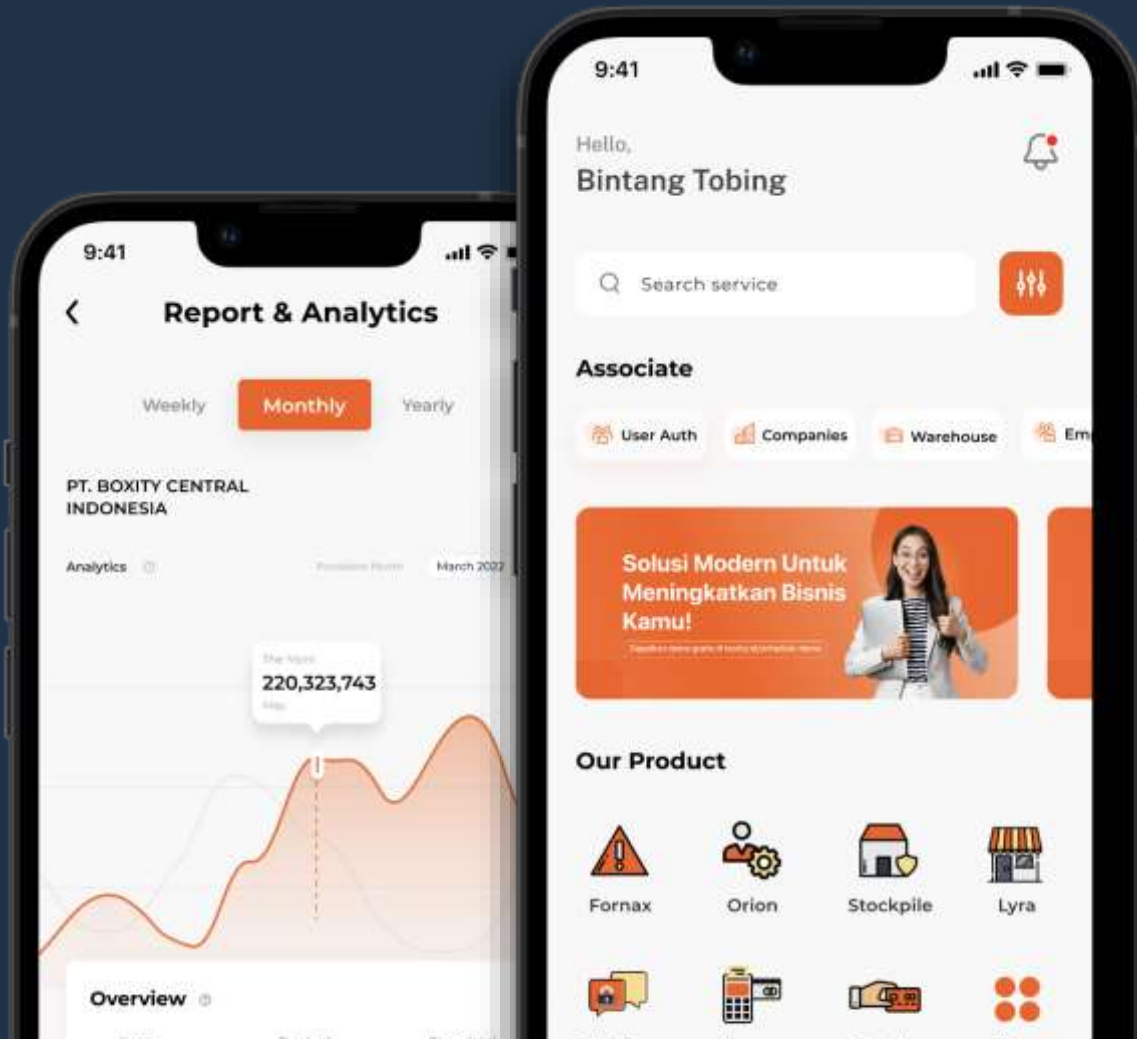 9:41
Report & Analytics
Weekly
Monthly
Yearly
PT. BOXITY CENTRAL
INDONESIA
Analytics
March 2022
220,323,743
May
Overview
9:41
Hello,
Bintang Tobing
Search service
Associate
User Auth
Companies
Warehouse
Em
Solusi Modern Untuk
Meningkatkan Bisnis
Kamu!
Our Product
Fornax
Orion
Stockpile
Lyra